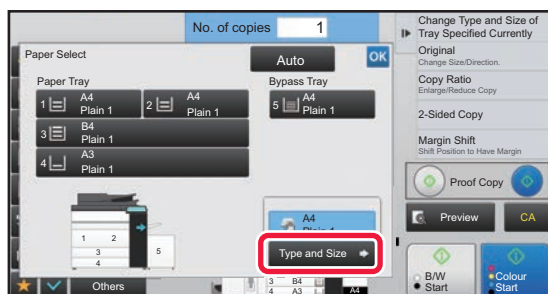 No. of copies 1
Paper Select
Auto
OK
Paper Tray
Bypass Tray
1 A4
Plain 1
2 A4
Plain 1
5 A4
Plain 1
3 B4
Plain 1
4 A3
Plain 1
1 2
3
4
5
A4
Plain 1
Type and Size
Others
3 B4
4 A3
A4
Change Type and Size of
Tray Specified Currently
Original
Change Size/Direction.
Copy Ratio
Enlarge/Reduce Copy
2-Sided Copy
Margin Shift
Shift Position to Have Margin
Proof Copy
Preview
CA
B/W
Start
Colour
Start